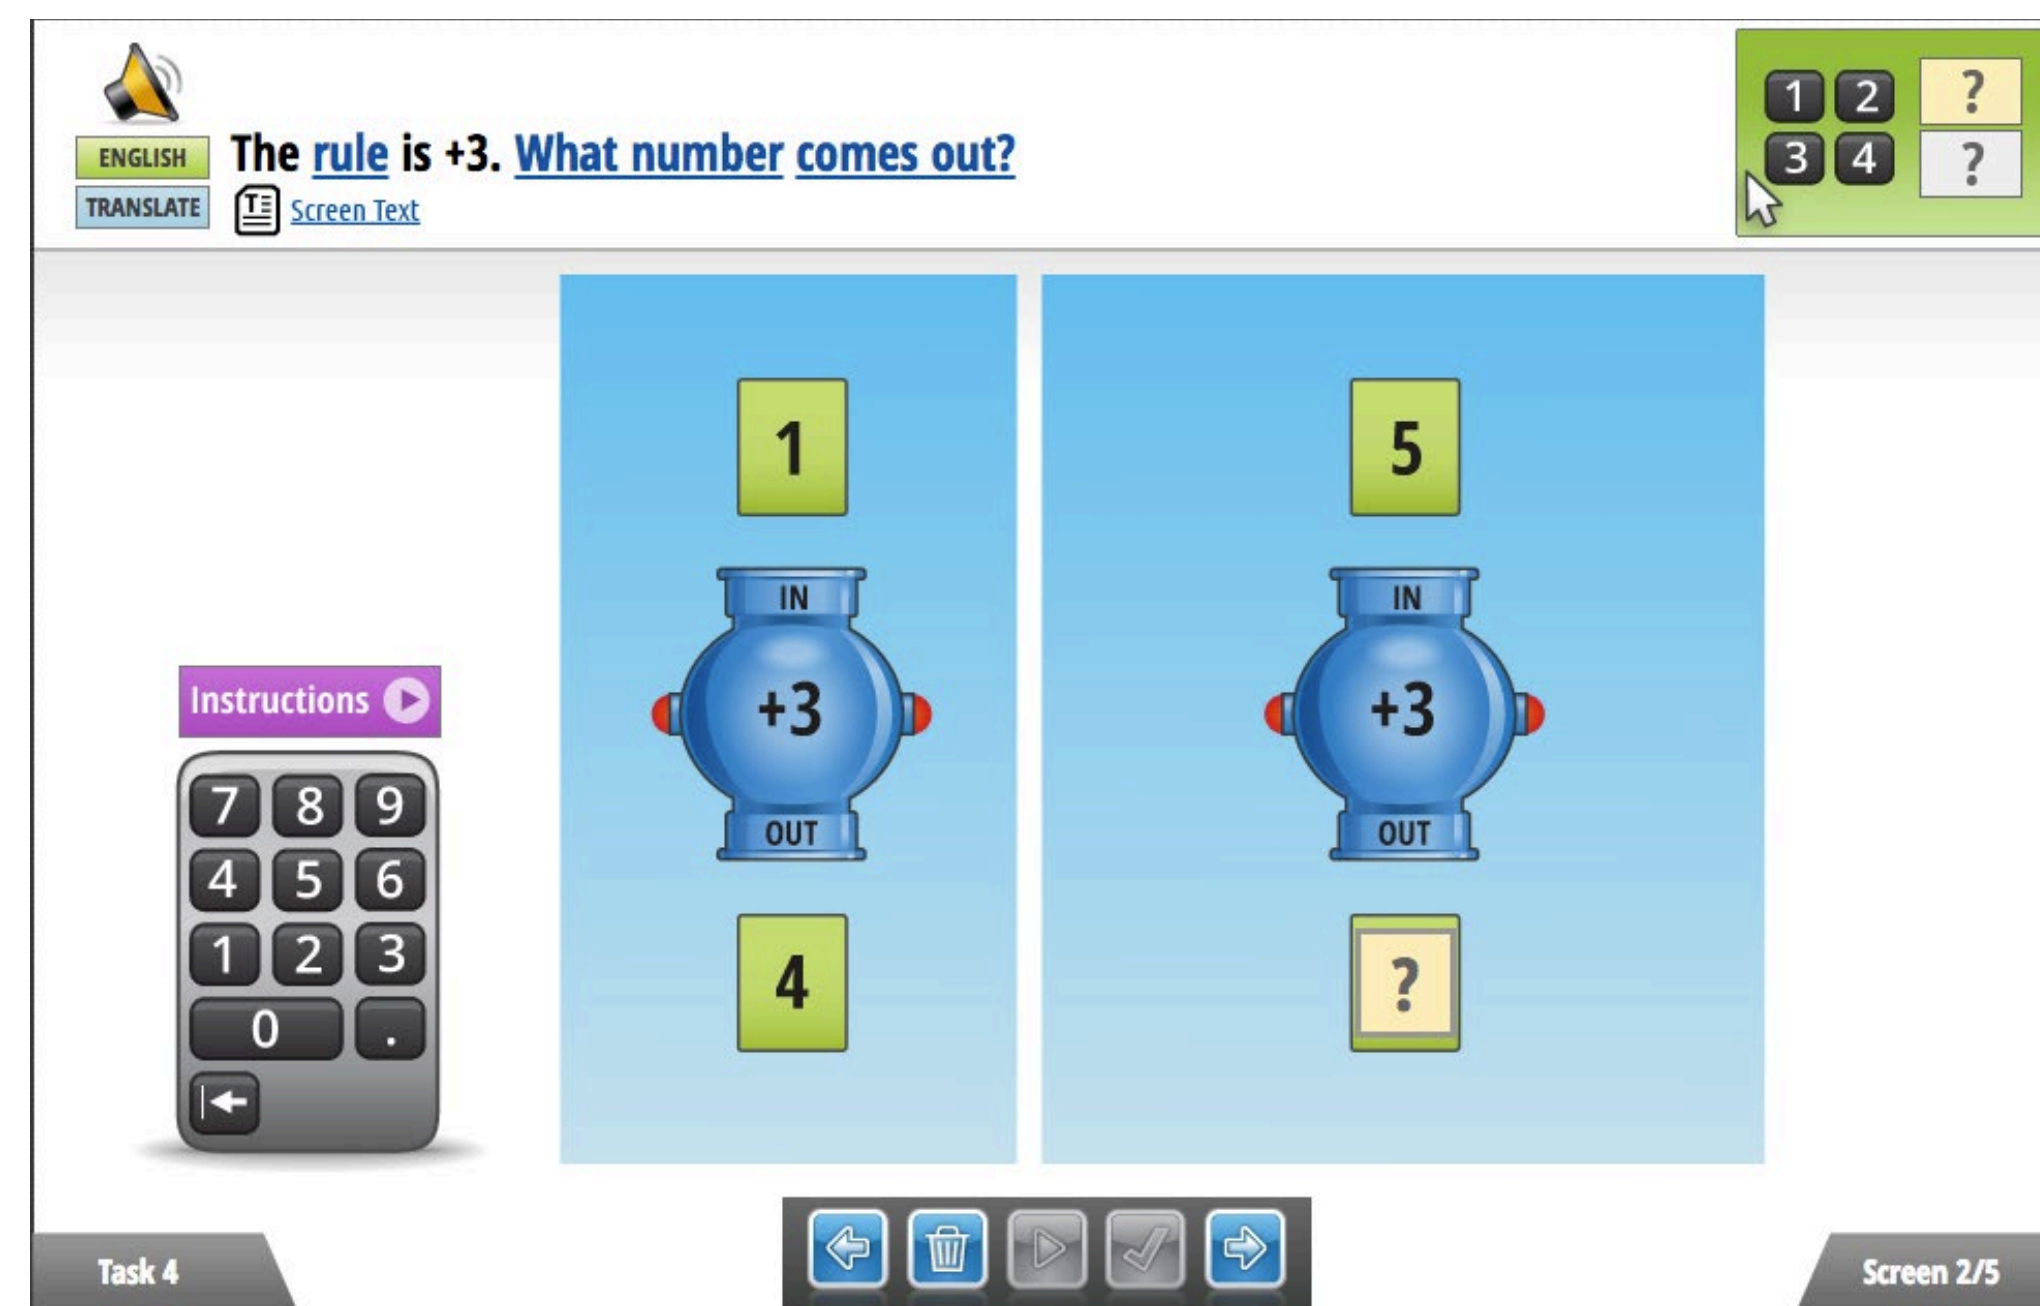 ENGLISH
TRANSLATE
The rule is +3. What number comes out?
Screen Text
1 2 ?
3 4 ?
1
IN
+3
OUT
4
5
IN
+3
OUT
?
Instructions
7 8 9
4 5 6
1 2 3
0 .
Task 4
Screen 2/5